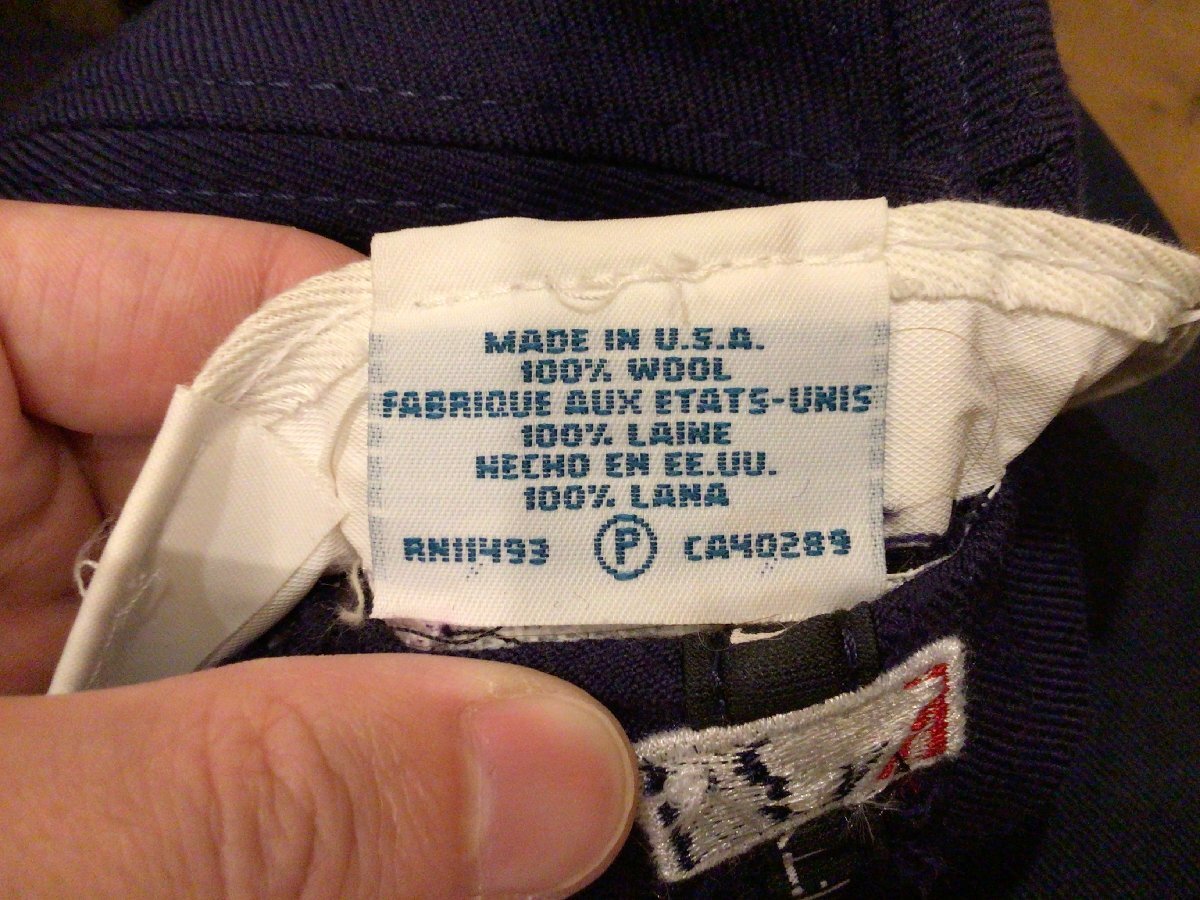 MADE IN U.S.A.
100% WOOL
FABRIQUE AUX ETATS-UNIS
100% LAINE
HECHO EN EE.UU.
100% LANA
RN11493 P CA40289